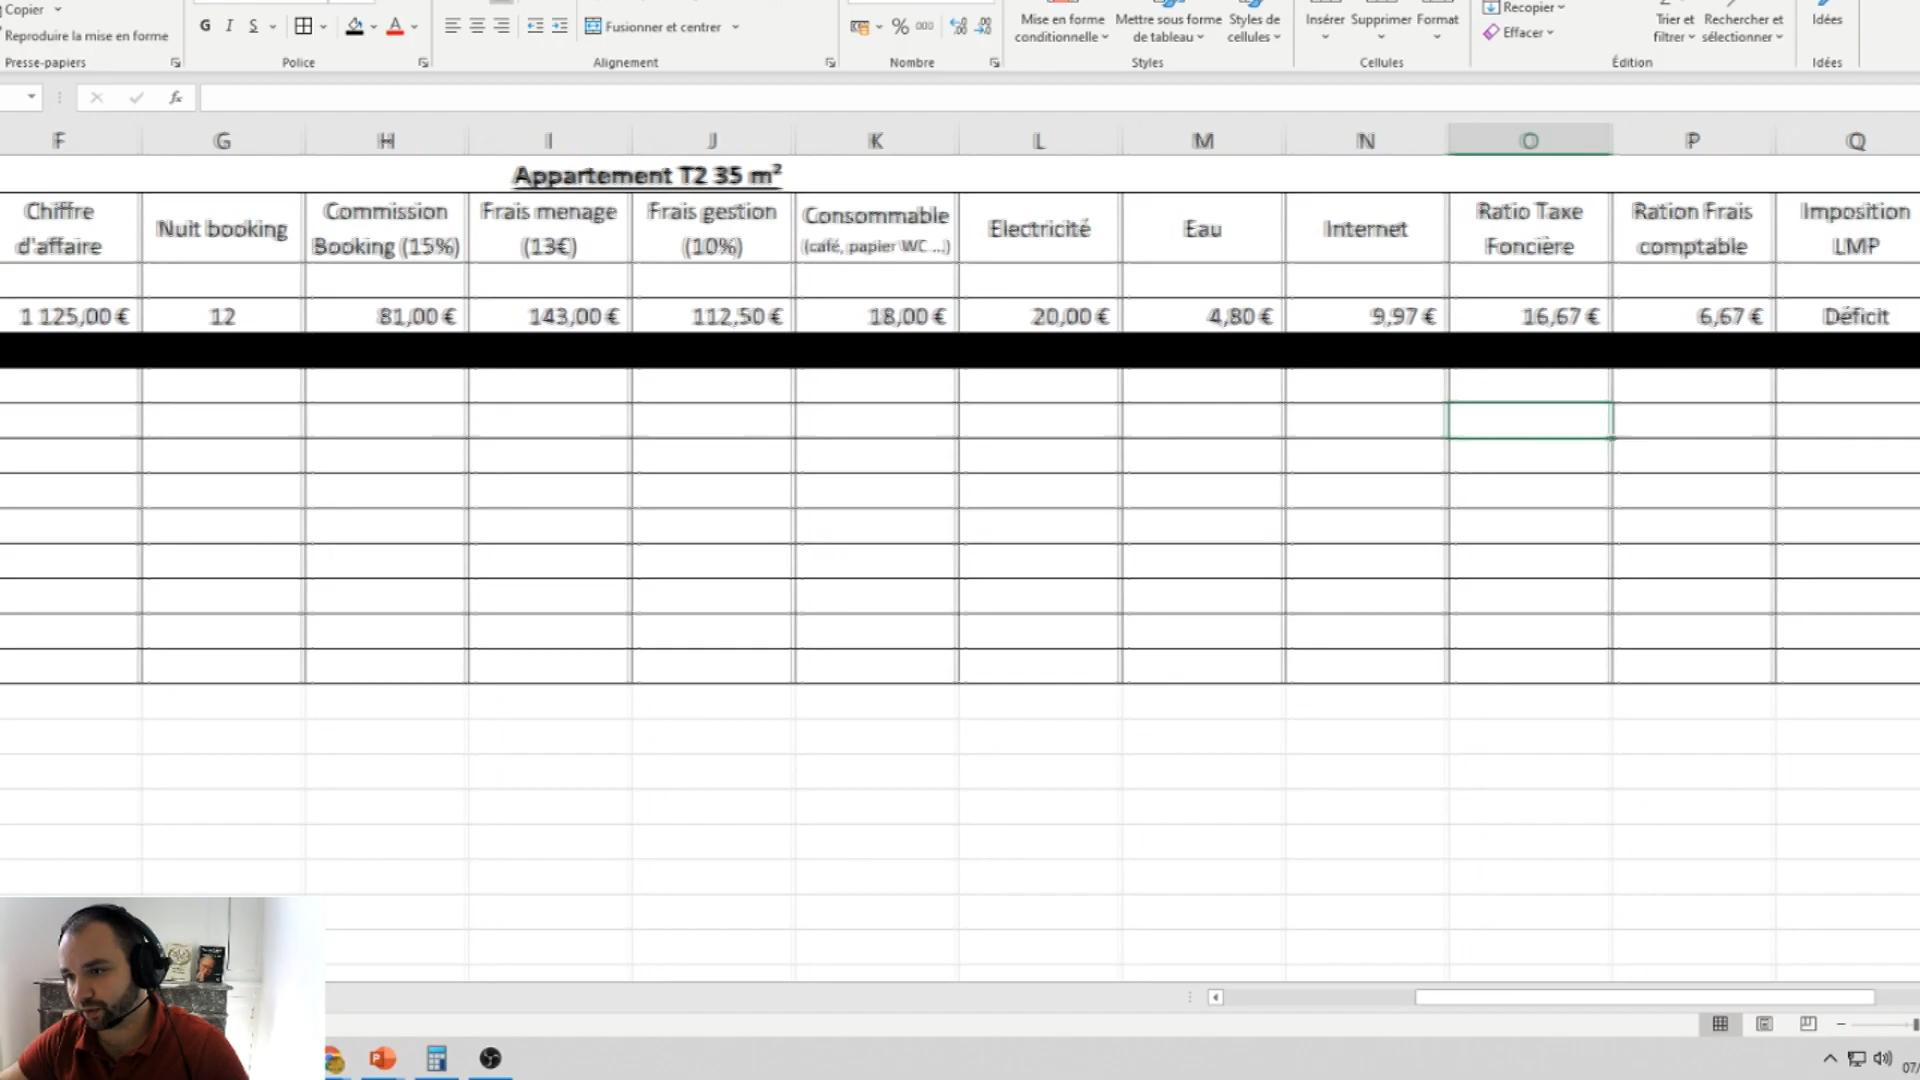 Copier
Reproduire la mise en forme
Presse-papiers
G I S
Police
Fusionner et centrer
Alignement
% 000
Nombre
Mise en forme
conditionnelle
Mettre sous forme
de tableau
Styles de
cellules
Styles
Insérer
Supprimer
Format
Cellules
Recopier
Effacer
Trier et
filtrer
Rechercher et
sélectionner
Édition
Idées
Idées
fx
F G H I J K L M N O P Q
Appartement T2 35 m²
Chiffre
d'affaire
Nuit booking
Commission
Booking (15%)
Frais menage
(13€)
Frais gestion
(10%)
Consommable
(café, papier WC ...)
Electricité
Eau
Internet
Ratio Taxe
Foncière
Ration Frais
comptable
Imposition
LMP
1 125,00 € 12 81,00 € 143,00 € 112,50 € 18,00 € 20,00 € 4,80 € 9,97 € 16,67 € 6,67 € Déficit
07/